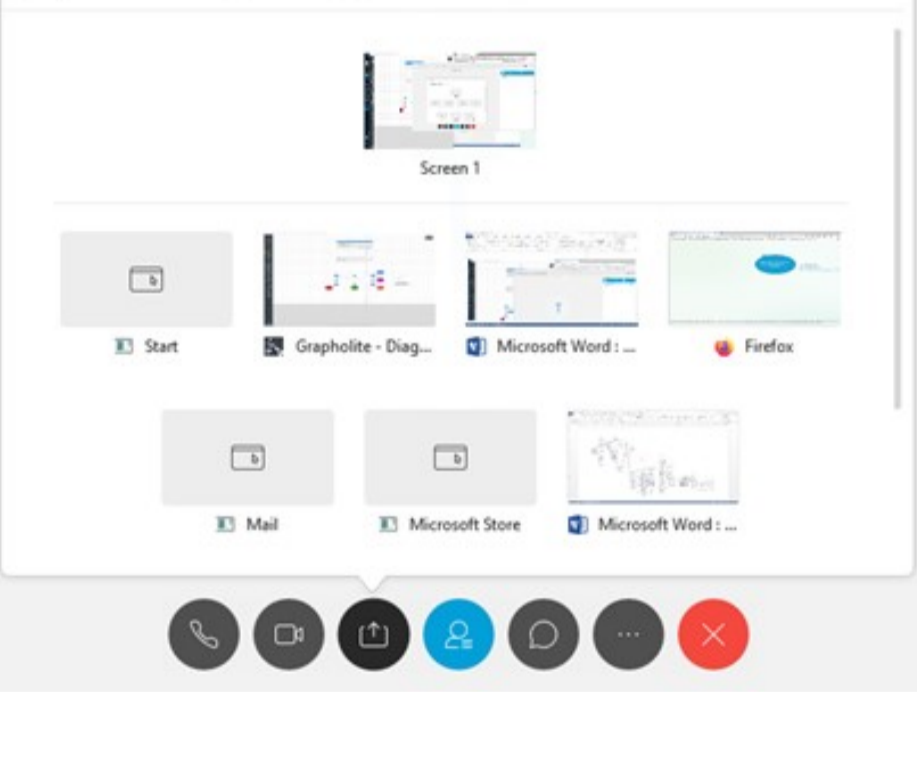 Screen 1
Start
Grapholite - Diag...
Microsoft Word : ...
Firefox
Mail
Microsoft Store
Microsoft Word : ...